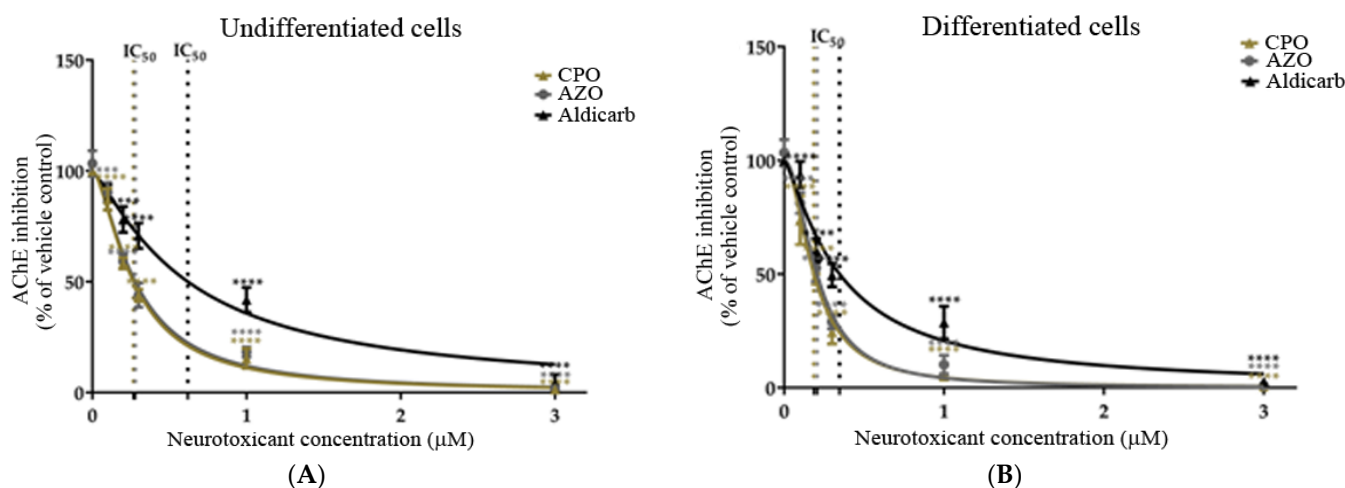 Undifferentiated cells
IC50 IC50
150
100
50
0
AChE inhibition
(% of vehicle control)
CPO
AZO
Aldicarb
**** **** ****
0 1 2 3
Neurotoxicant concentration (μM)
(A)
Differentiated cells
IC50
150
100
50
0
AChE inhibition
(% of vehicle control)
CPO
AZO
Aldicarb
**** **** **** ****
0 1 2 3
Neurotoxicant concentration (μM)
(B)